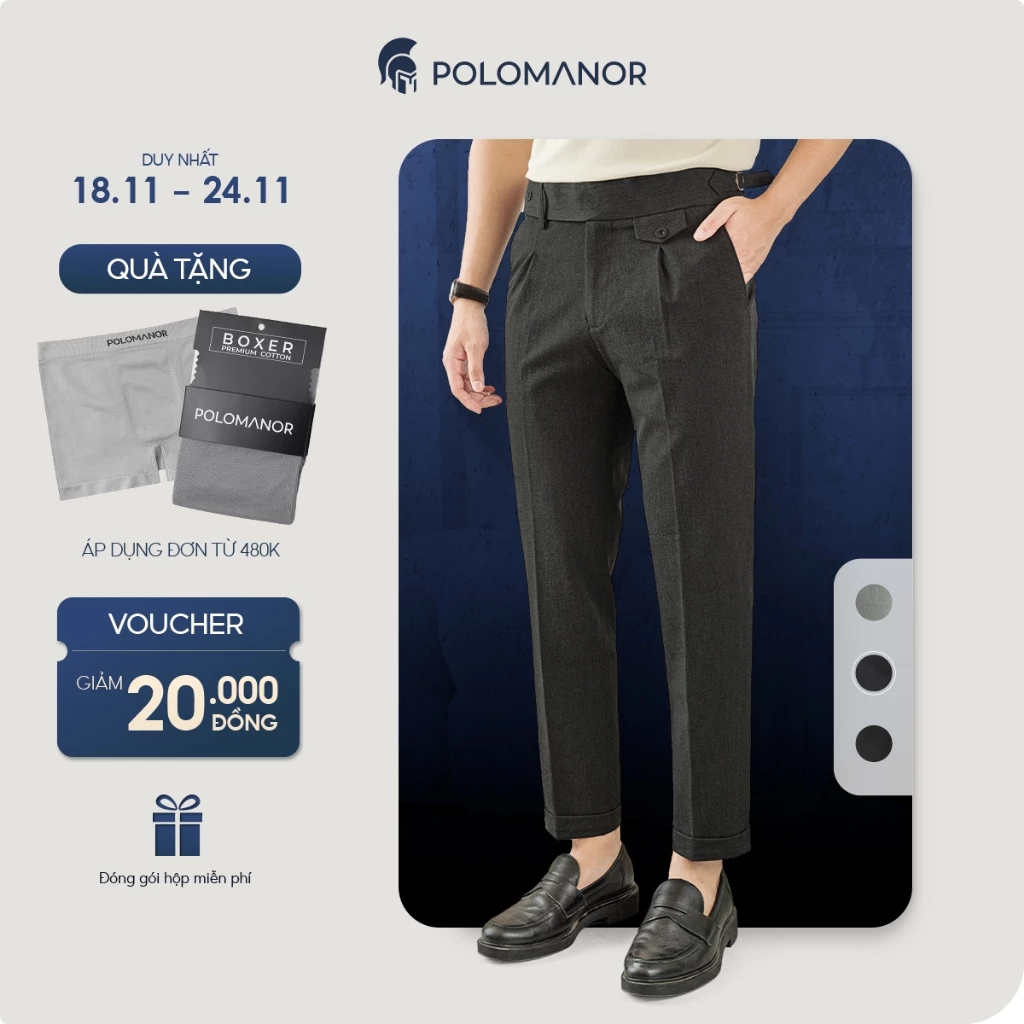 POLOMANOR
DUY NHẤT
18.11 – 24.11
QUÀ TẶNG
POLOMANOR
BOXER
PREMIUM COTTON
POLOMANOR
ÁP DỤNG ĐƠN TỪ 480K
VOUCHER
GIẢM 20.000
ĐỒNG
Đóng gói hộp miễn phí